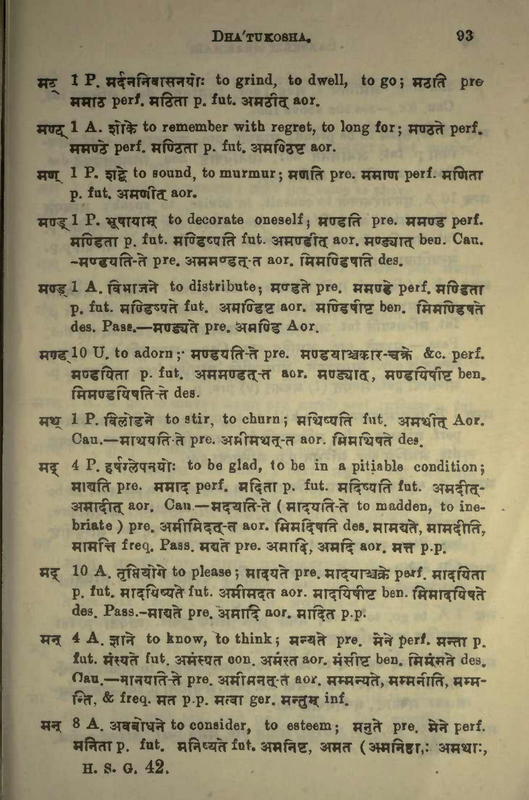 DHA'TUKOSHA. 93
मठ् 1 P. मर्दननिवासनयोः to grind, to dwell, to go; मठति pre
ममाठ perf. मठिता p. fut. अमठीत् aor.
मण्ठ् 1 A. शोके to remember with regret, to long for; मण्ठते perf.
ममण्ठे perf. मण्ठिता p. fut. अमण्ठिष्ट aor.
मण् 1 P. शद्बे to sound, to murmur; मणति pre. ममाण perf. मणिता
p. fut. अमणीत् aor.
मण्ड् 1 P. भूषायाम् to decorate oneself; मण्डति pre. ममण्ड perf.
मण्डिता p. fut. मण्डिष्यति fut. अमण्डीत् aor. मण्ड्यात् ben. Cau.
-मण्डयति-ते pre. अममण्डत्-त aor. मिमण्डिषति des.
मण्ड् 1 A. विभाजने to distribute; मण्डते pre. ममण्डे perf. मण्डिता
p. fut. मण्डिष्यते fut. अमण्डिष्ट aor. मण्डिषीष्ट ben. मिमण्डिषते
des. Pass.—मण्ड्यते pre. अमण्डि Aor.
मण्ड् 10 U. to adorn; मण्डयति-ते pre. मण्डयाञ्चकार-चक्रे &c. perf.
मण्डयिता p. fut. अममण्डत्-त aor. मण्ड्यात्, मण्डयिषीष्ट ben.
मिमण्डयिषति-ते des.
मथ् 1 P. विलोडने to stir, to churn; मथिष्यति fut. अमथीत् Aor.
Cau.—माथयति-ते pre. अमीमथत्-त aor. मिमथिषते des.
मद् 4 P. हर्षग्लेपनयोः to be glad, to be in a pitiable condition;
माद्यति pre. ममाद perf. मदिता p. fut. मदिष्यति fut. अमदीत्-
अमादीत् aor. Cau.—मदयति-ते ( मादयति-ते to madden, to ine-
briate ) pre. अमीमदत्-त aor. मिमदिषति des. मामद्यते, मामदीति,
मामत्ति freq. Pass. मद्यते pre. अमादि, अमदि aor. मत्त p.p.
मद् 10 A. तृप्तियोगे to please; मादयते pre. मादयाञ्चक्रे perf. मादयिता
p. fut. मादयिष्यते fut. अमीमदत aor. मादयिषीष्ट ben. मिमादयिषते
des. Pass.-माद्यते pre. अमादि aor. मादित p.p.
मन् 4 A. ज्ञाने to know, to think; मन्यते pre. मेने perf. मन्ता p.
fut. मंस्यते fut. अमंस्यत con. अमंस्त aor. मंसीष्ट ben. मिमंसते des.
Cau.—मानयति-ते pre. अमीमनत्-त aor. मम्मन्यते, मम्मनीति, मम्म-
न्ति, & freq. मत p.p. मत्वा ger. मन्तुम् inf.
मन् 8 A. अवबोधने to consider, to esteem; मनुते pre. मेने perf.
मनिता p. fut. मनिष्यते fut. अमनिष्ट, अमत (अमनिष्ठाः अमथाः,
H. S. G. 42.